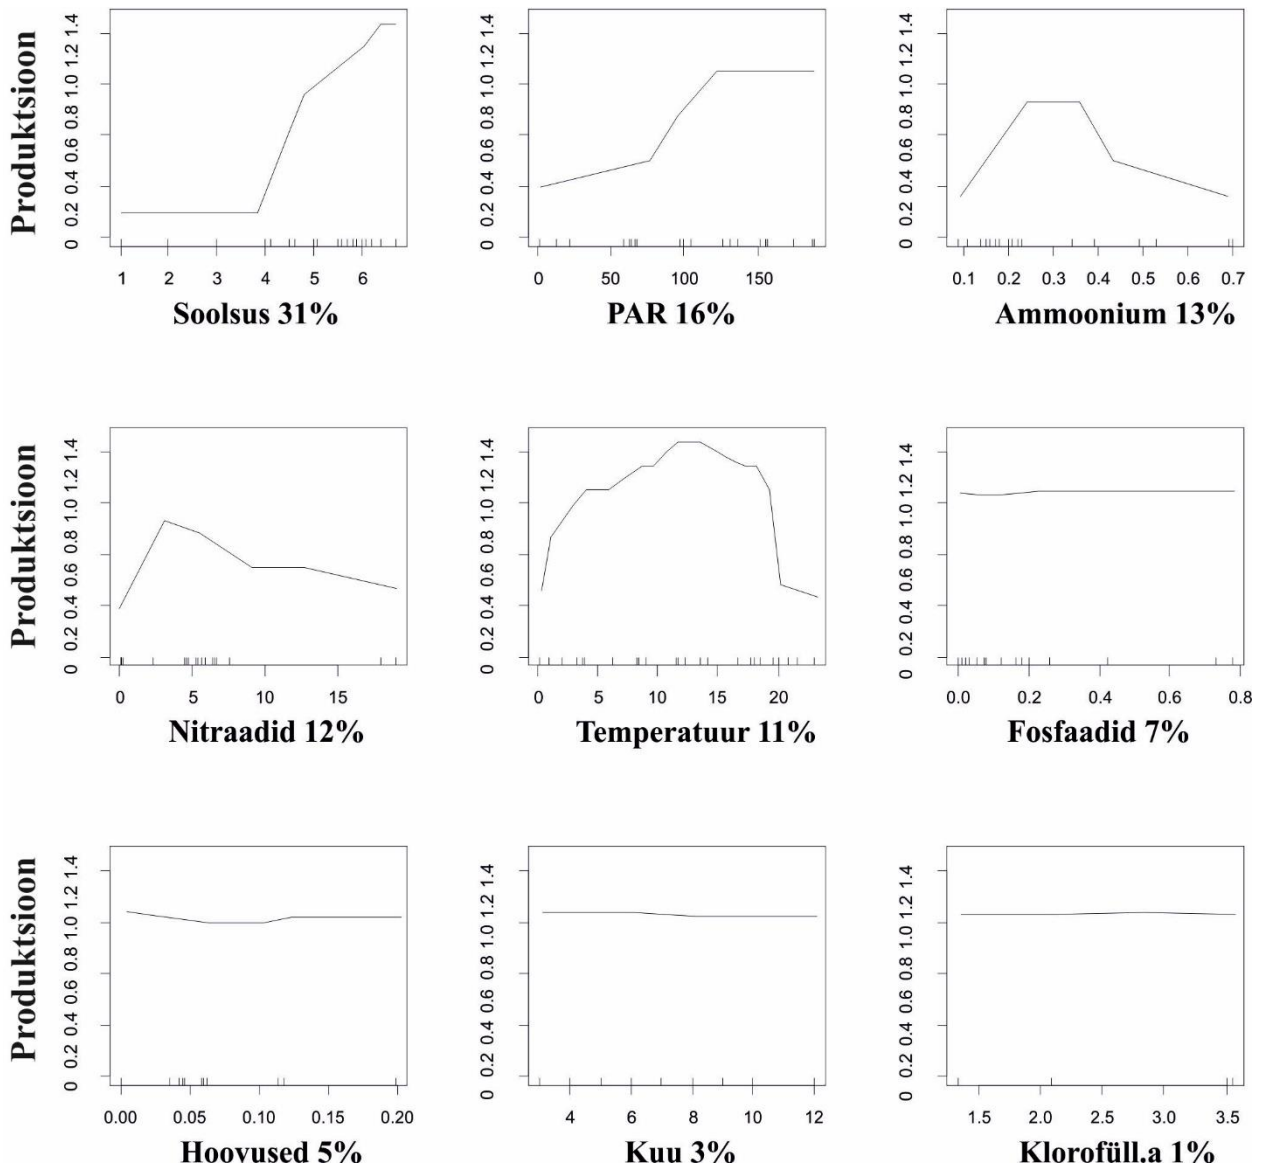 Produktsioon
0 0.2 0.4 0.6 0.8 1.0 1.2 1.4
1 2 3 4 5 6
Soolsus 31%
0 0.2 0.4 0.6 0.8 1.0 1.2 1.4
0 50 100 150
PAR 16%
0 0.2 0.4 0.6 0.8 1.0 1.2 1.4
0.1 0.2 0.3 0.4 0.5 0.6 0.7
Ammoonium 13%
Produktsioon
0 0.2 0.4 0.6 0.8 1.0 1.2 1.4
0 5 10 15
Nitraadid 12%
0 0.2 0.4 0.6 0.8 1.0 1.2 1.4
0 5 10 15 20
Temperatuur 11%
0 0.2 0.4 0.6 0.8 1.0 1.2 1.4
0.0 0.2 0.4 0.6 0.8
Fosfaadid 7%
Produktsioon
0 0.2 0.4 0.6 0.8 1.0 1.2 1.4
0.00 0.05 0.10 0.15 0.20
Hoovused 5%
0 0.2 0.4 0.6 0.8 1.0 1.2 1.4
4 6 8 10 12
Kuu 3%
0 0.2 0.4 0.6 0.8 1.0 1.2 1.4
1.5 2.0 2.5 3.0 3.5
Klorofüll.a 1%